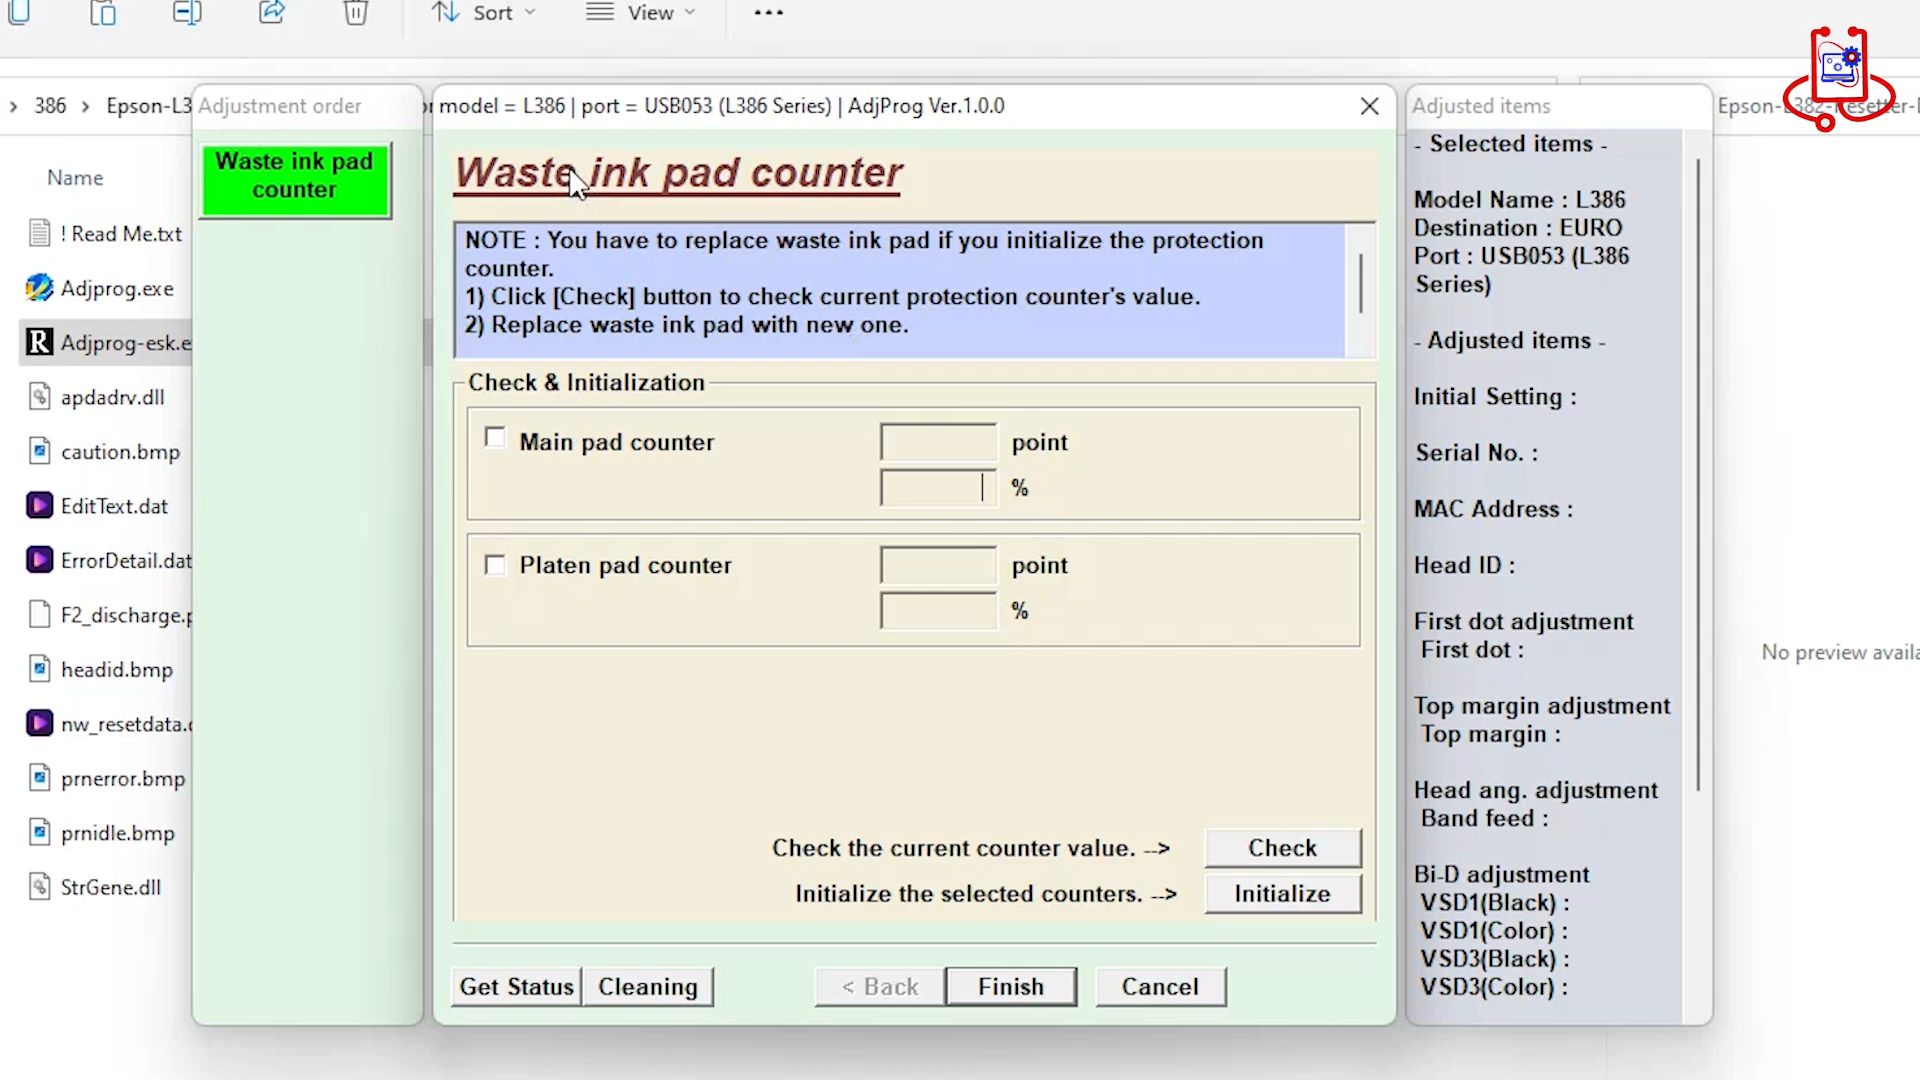 Sort
View
386
Epson-L3
Adjustment order
model = L386 | port = USB053 (L386 Series) | AdjProg Ver.1.0.0
Adjusted items
Name
! Read Me.txt
Adjprog.exe
Adjprog-esk.e
apdadrv.dll
caution.bmp
EditText.dat
ErrorDetail.dat
F2_discharge.p
headid.bmp
nw_resetdata.
prnerror.bmp
prnidle.bmp
StrGene.dll
Waste ink pad
counter
Waste ink pad counter
NOTE : You have to replace waste ink pad if you initialize the protection
counter.
1) Click [Check] button to check current protection counter's value.
2) Replace waste ink pad with new one.
Check & Initialization
Main pad counter
point
%
Platen pad counter
point
%
Check the current counter value. -->
Check
Initialize the selected counters. -->
Initialize
Get Status
Cleaning
< Back
Finish
Cancel
- Selected items -
Model Name : L386
Destination : EURO
Port : USB053 (L386
Series)
- Adjusted items -
Initial Setting :
Serial No. :
MAC Address :
Head ID :
First dot adjustment
First dot :
Top margin adjustment
Top margin :
Head ang. adjustment
Band feed :
Bi-D adjustment
VSD1(Black) :
VSD1(Color) :
VSD3(Black) :
VSD3(Color) :
Epson-L382-Resetter-
No preview availa